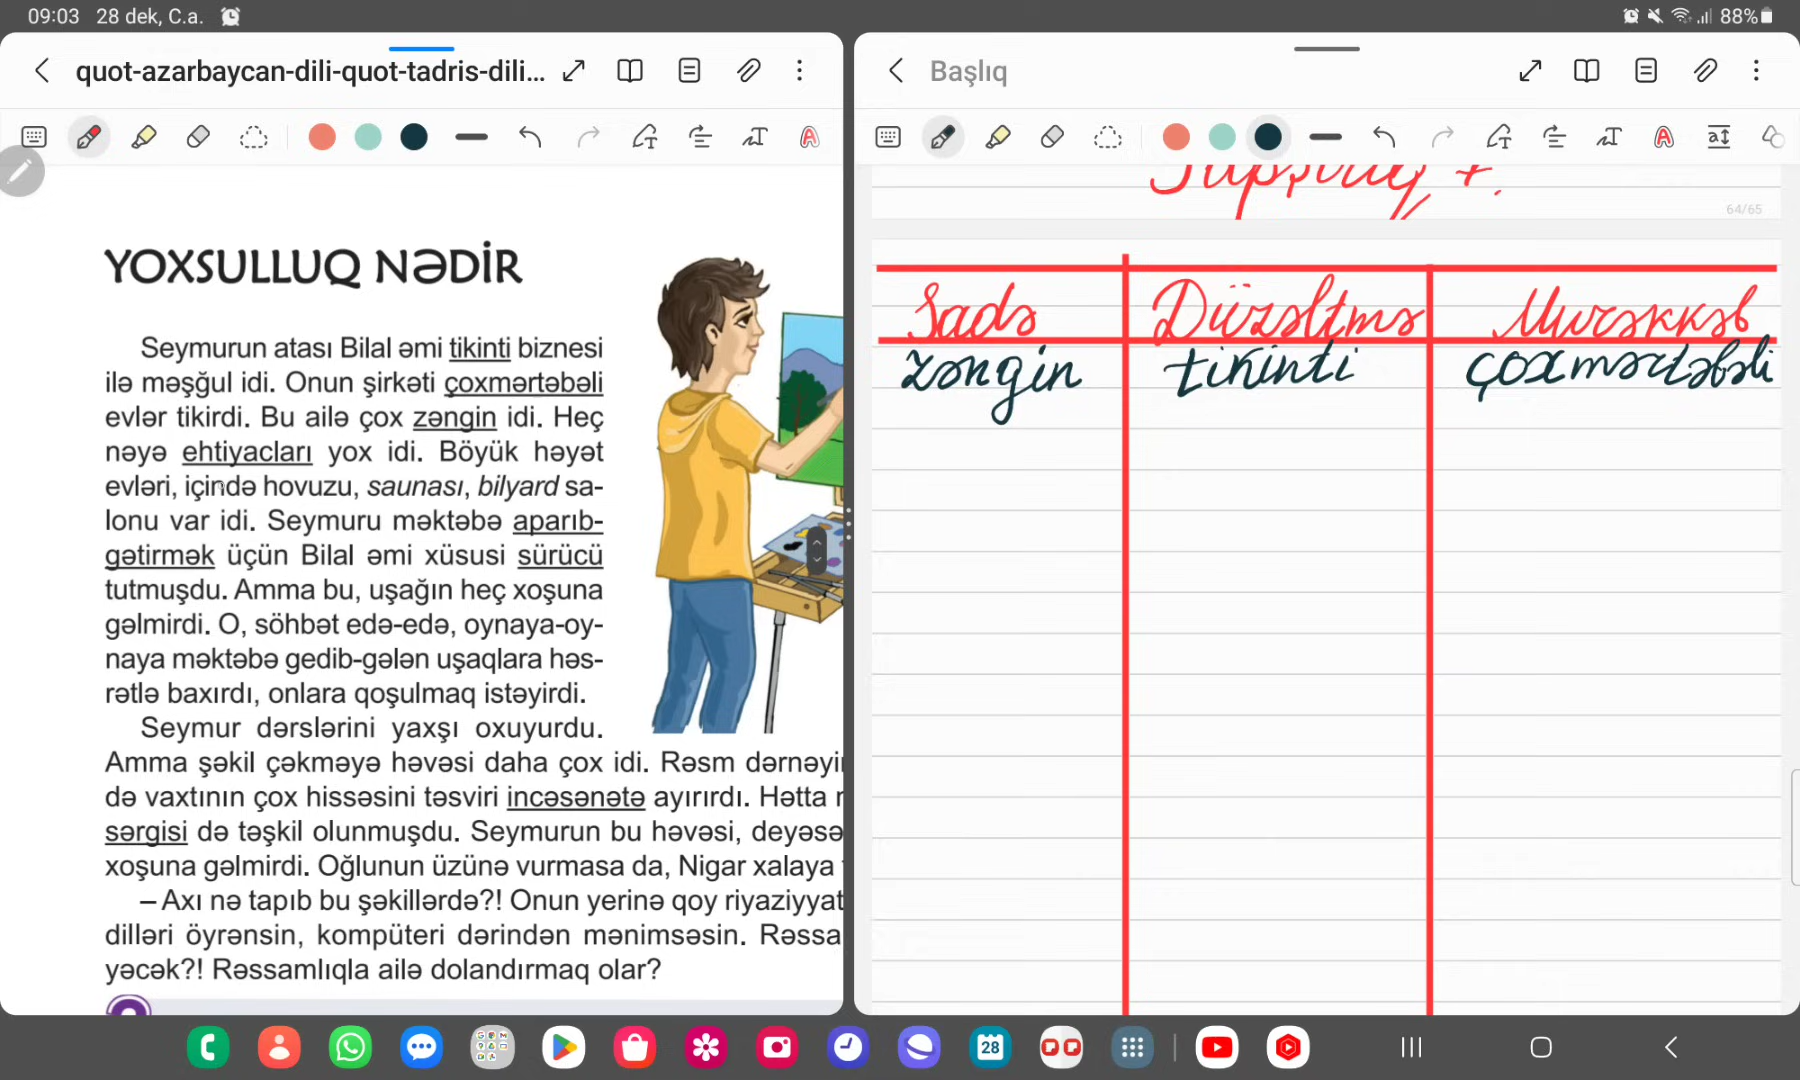 09:03 28 dek, C.a.
88%
quot-azarbaycan-dili-quot-tadris-dili...
Başlıq
64/65
YOXSULLUQ NƏDİR
Seymurun atası Bilal əmi tikinti biznesi
ilə məşğul idi. Onun şirkəti çoxmərtəbəli
evlər tikirdi. Bu ailə çox zəngin idi. Heç
nəyə ehtiyacları yox idi. Böyük həyət
evləri, içində hovuzu, saunası, bilyard sa-
lonu var idi. Seymuru məktəbə aparıb-
gətirmək üçün Bilal əmi xüsusi sürücü
tutmuşdu. Amma bu, uşağın heç xoşuna
gəlmirdi. O, söhbət edə-edə, oynaya-oy-
naya məktəbə gedib-gələn uşaqlara həs-
rətlə baxırdı, onlara qoşulmaq istəyirdi.
Seymur dərslərini yaxşı oxuyurdu.
Amma şəkil çəkməyə həvəsi daha çox idi. Rəsm dərnəyi
də vaxtının çox hissəsini təsviri incəsənətə ayırırdı. Hətta
sərgisi də təşkil olunmuşdu. Seymurun bu həvəsi, deyəsə
xoşuna gəlmirdi. Oğlunun üzünə vurmasa da, Nigar xalaya
– Axı nə tapıb bu şəkillərdə?! Onun yerinə qoy riyaziyyat
dilləri öyrənsin, kompüteri dərindən mənimsəsin. Rəssa
yəcək?! Rəssamlıqla ailə dolandırmaq olar?
Sadə Düzəltmə Murəkkəb
zəngin tikinti çoxmərtəbəli
28